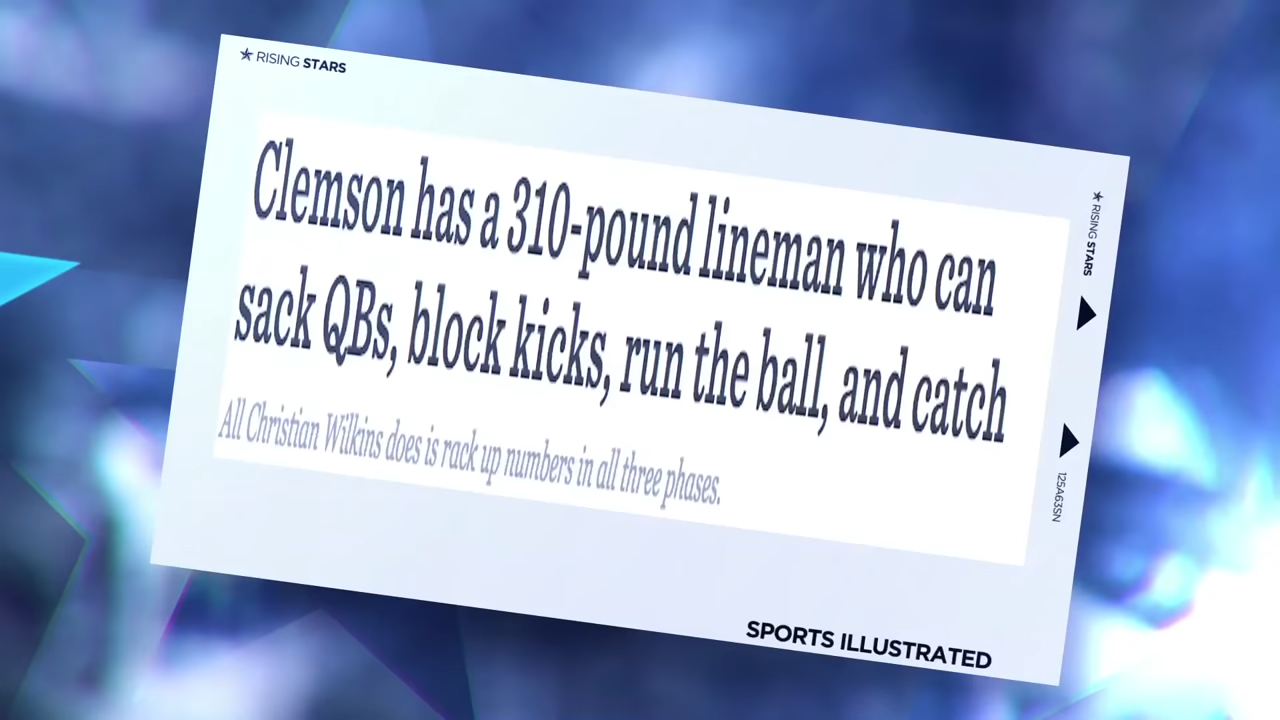 RISING STARS
Clemson has a 310-pound lineman who can
sack QBs, block kicks, run the ball, and catch
All Christian Wilkins does is rack up numbers in all three phases.
RISING STARS
125A63SN
SPORTS ILLUSTRATED